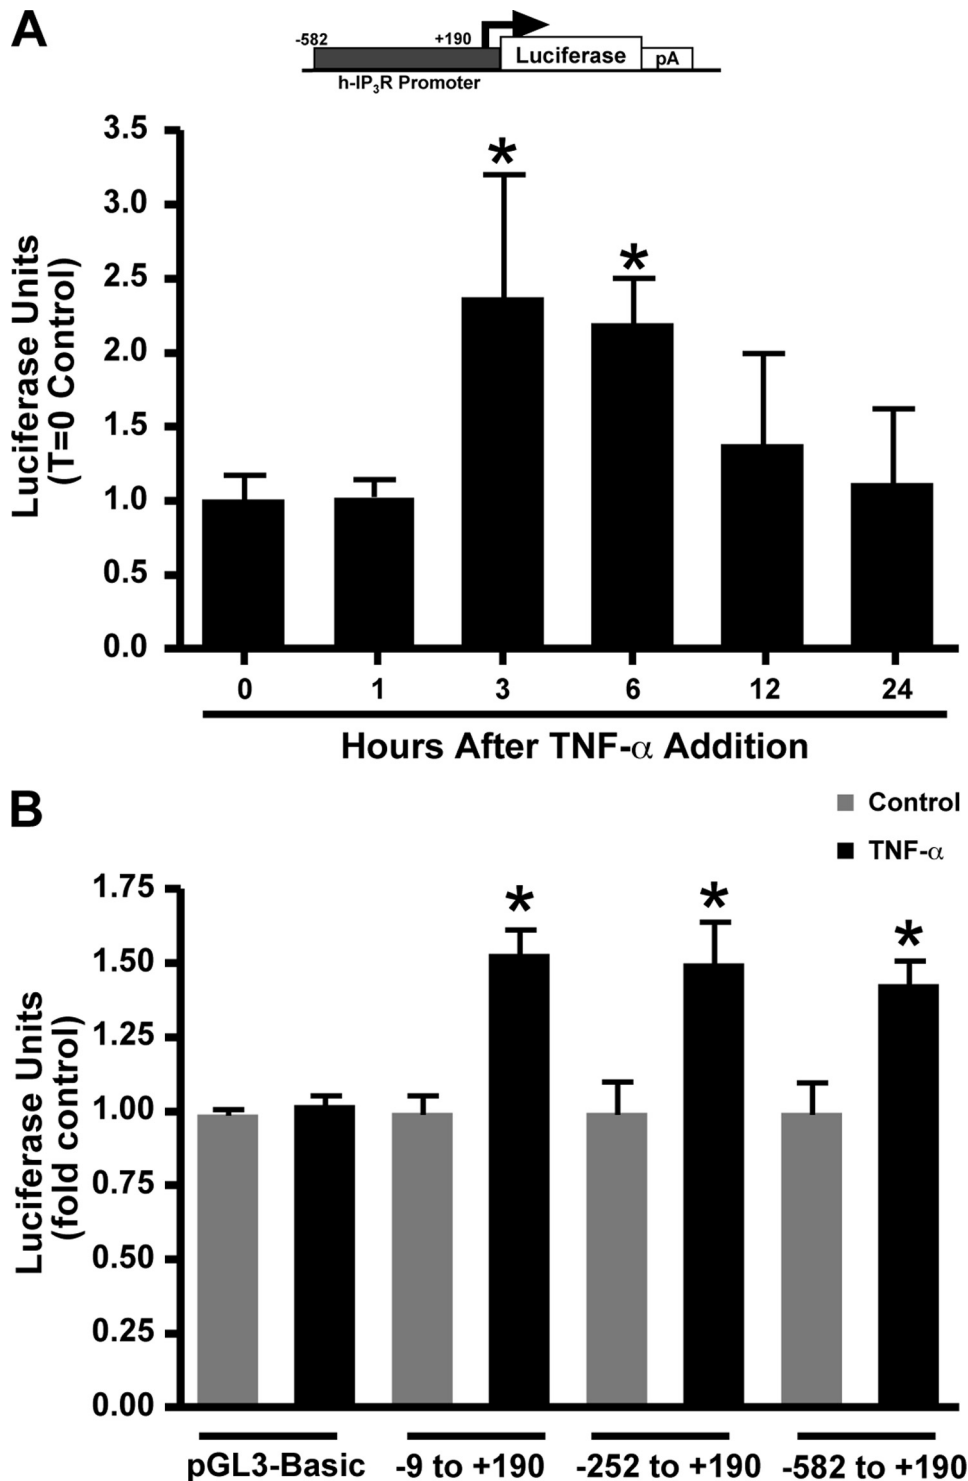 A
-582 +190
Luciferase pA
h-IP₃R Promoter
Luciferase Units
(T=0 Control)
3.5
3.0
2.5
2.0
1.5
1.0
0.5
0.0
* *
0 1 3 6 12 24
Hours After TNF-α Addition
B
Control
TNF-α
Luciferase Units
(fold control)
1.75
1.50
1.25
1.00
0.75
0.50
0.25
0.00
* * *
pGL3-Basic -9 to +190 -252 to +190 -582 to +190